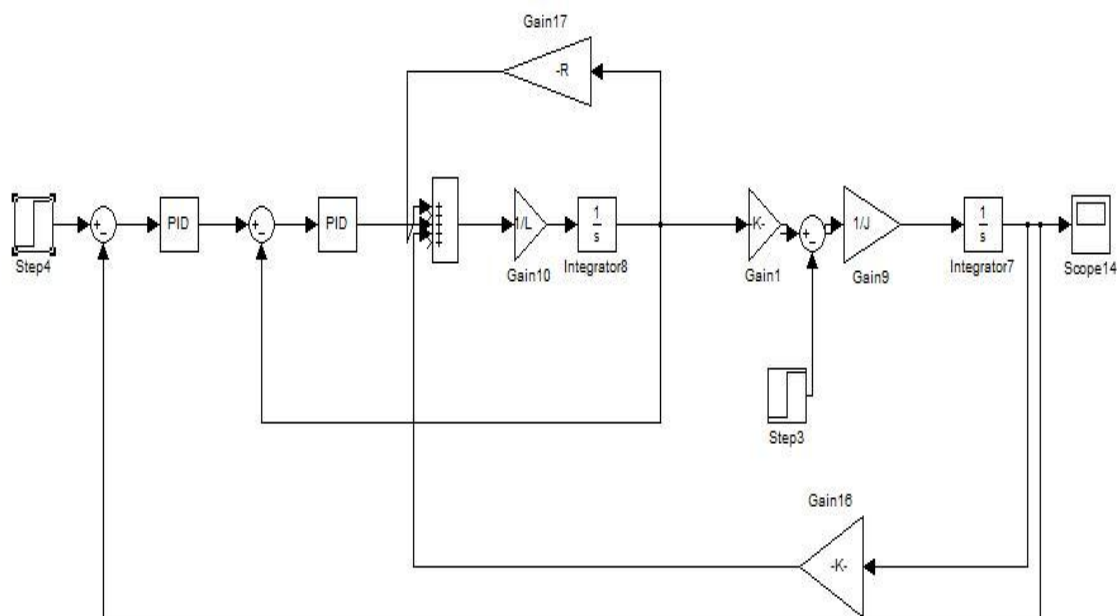 Gain17
-R
+
-
PID
+
-
PID
+
+
+
+
1/L
1
s
K-
+
-
1/J
1
s
Step4
Gain10
Integrator8
Gain1
Gain9
Integrator7
Scope14
Step3
Gain16
-K-